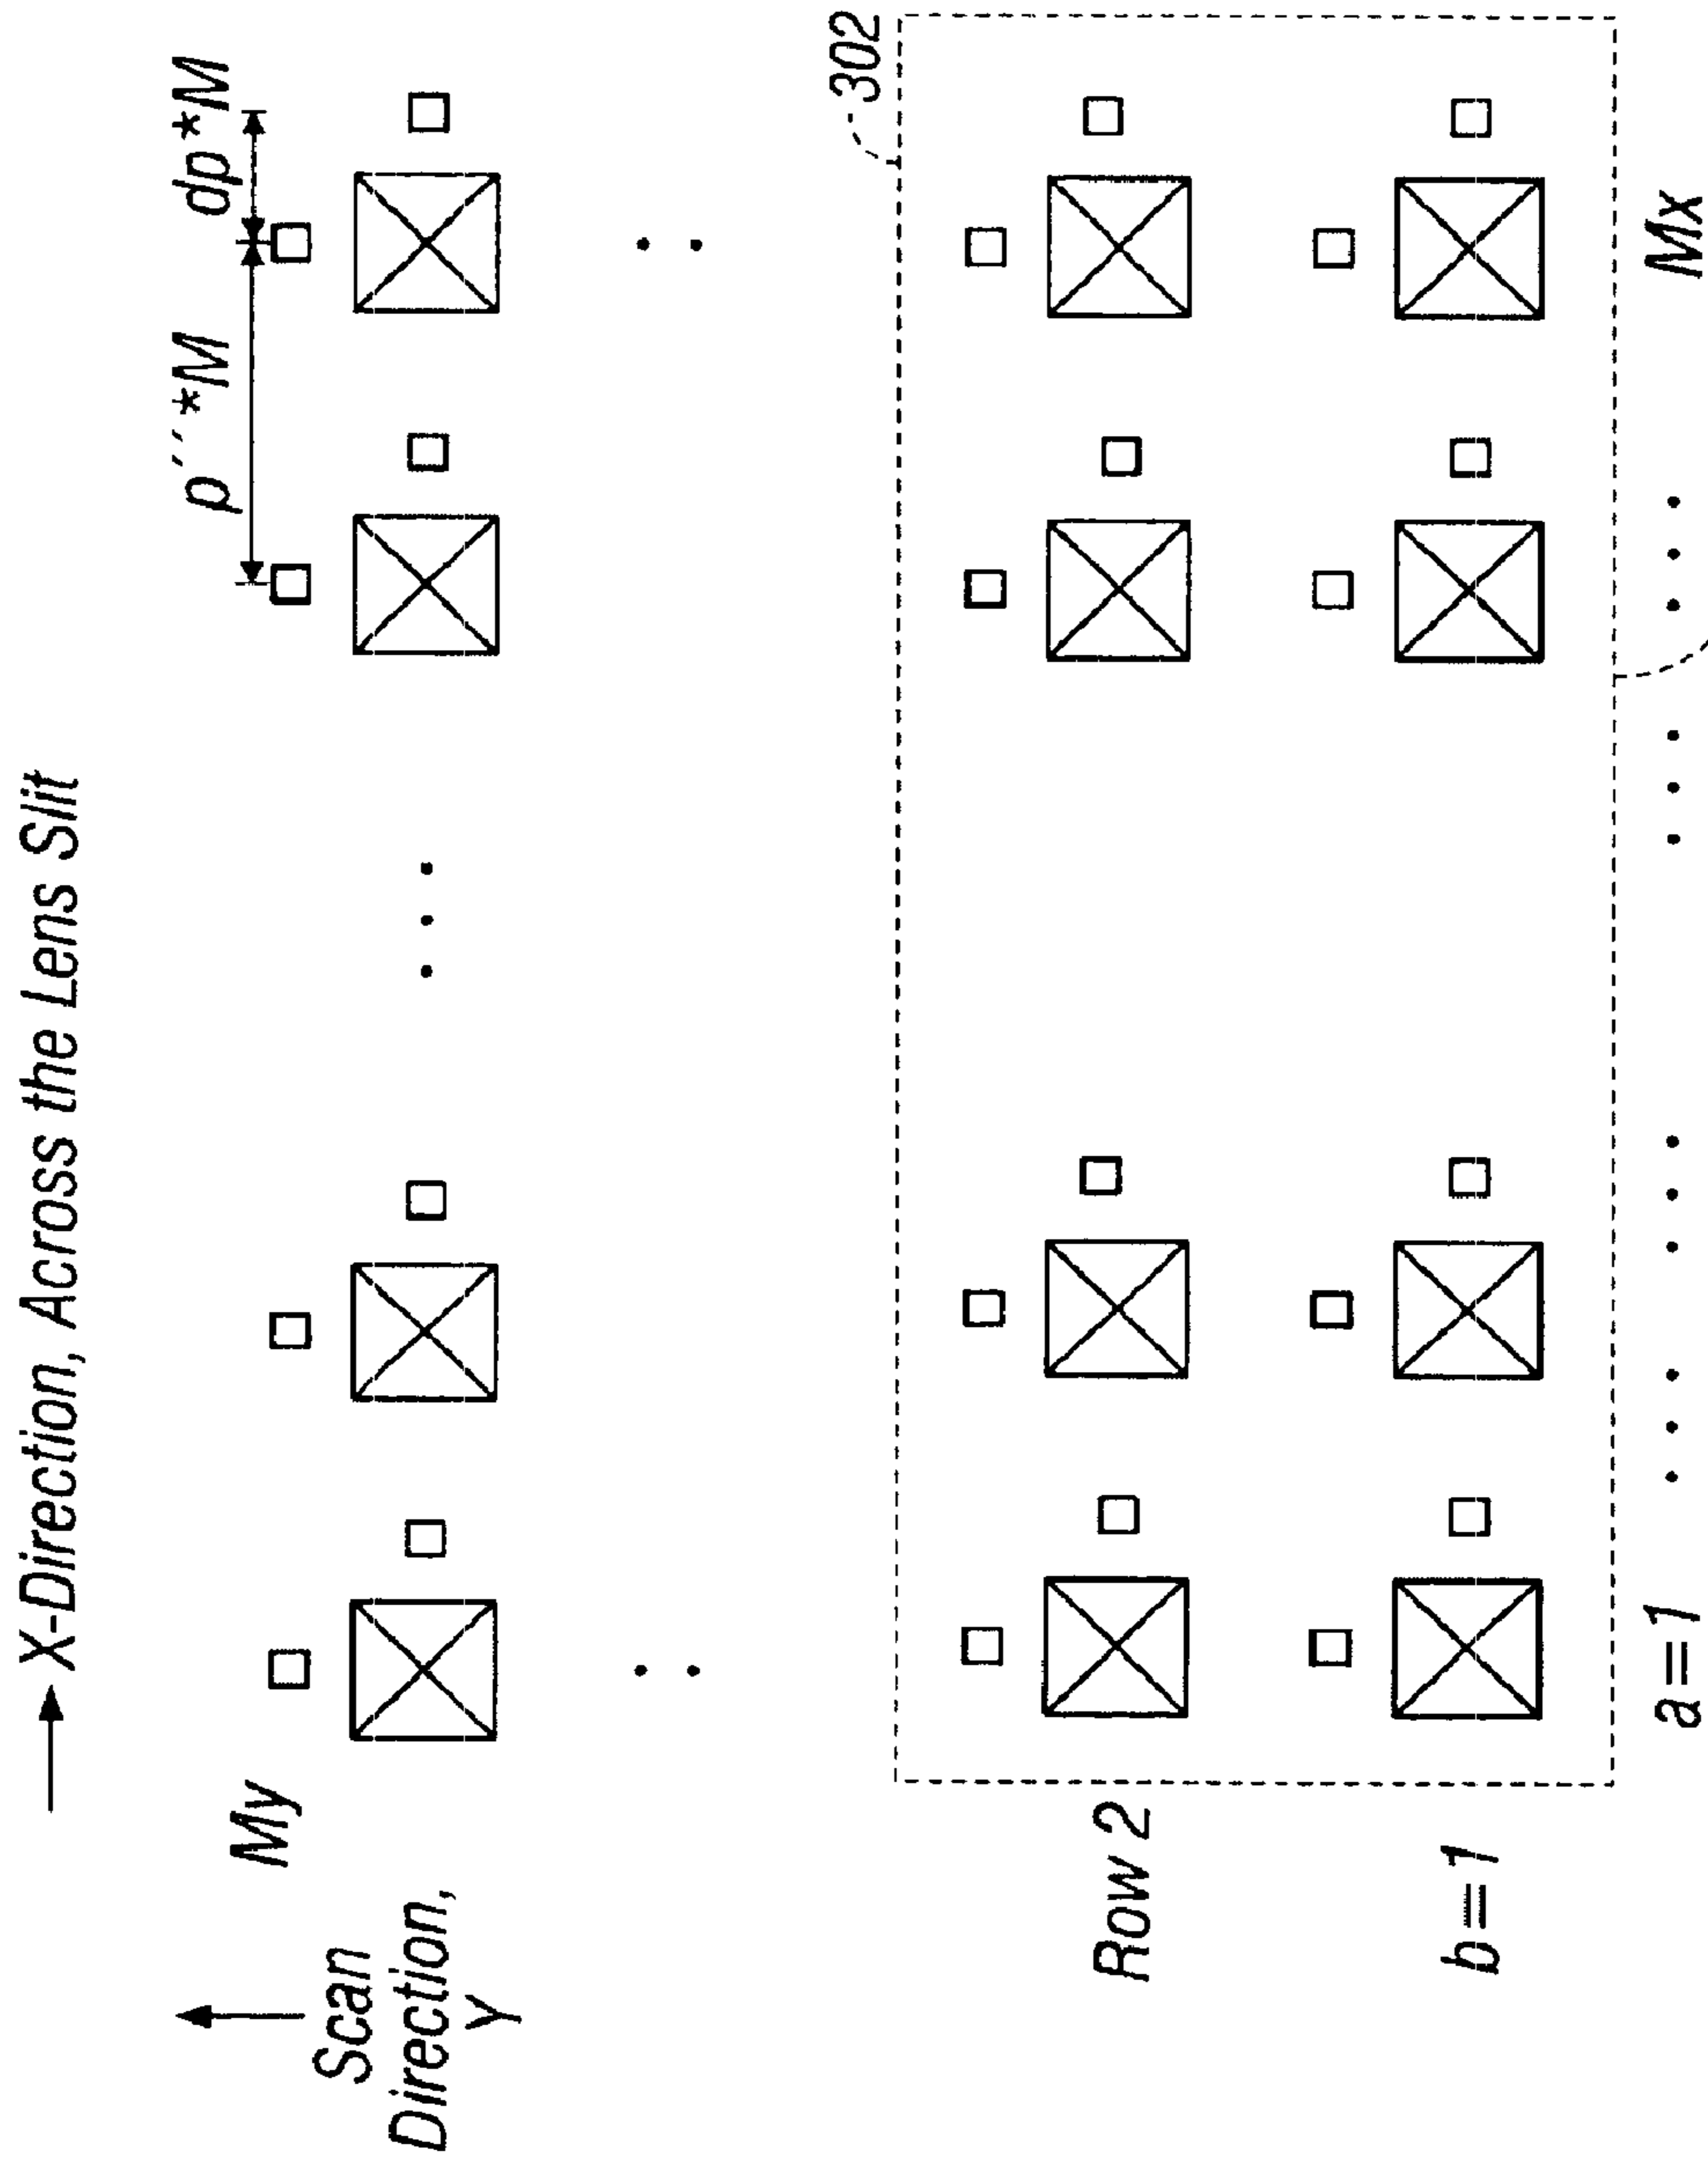 X-Direction, Across the Lens Slit
Scan
Direction,
Y
My
p´´*M
dp*M
302
Row 2
b=1
a=1
Mx